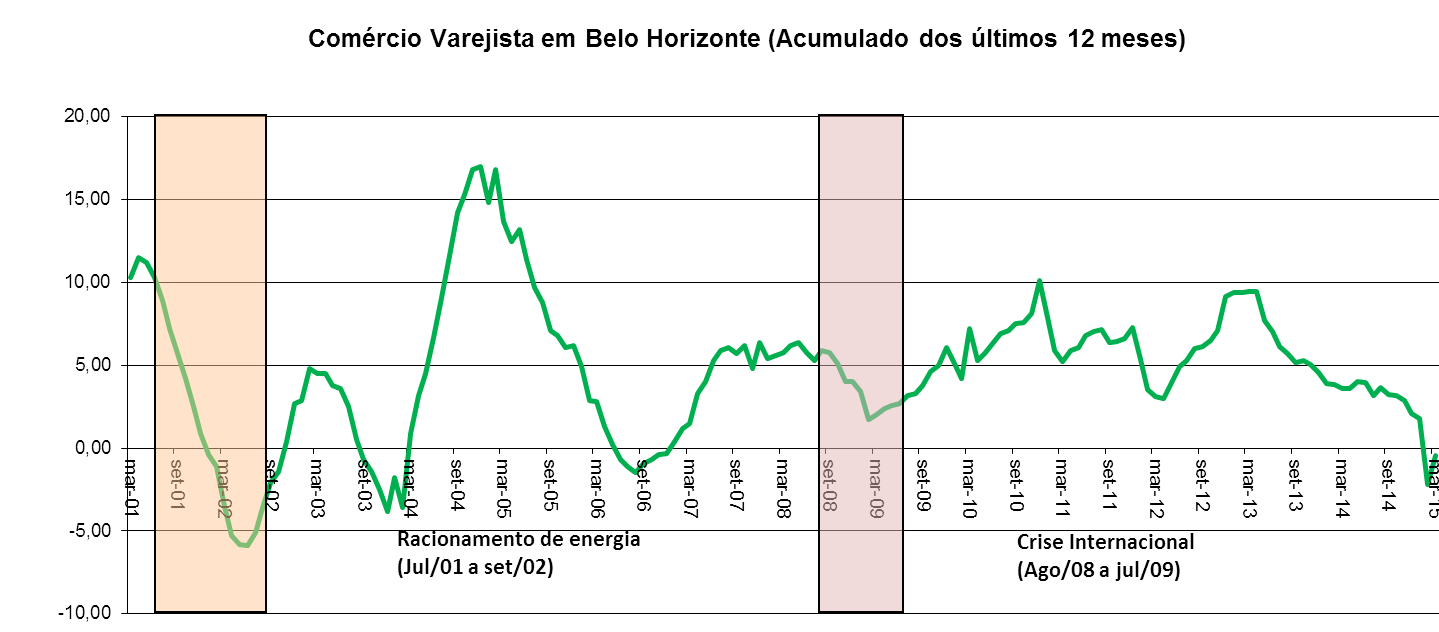 Comércio Varejista em Belo Horizonte (Acumulado dos últimos 12 meses)
20,00
15,00
10,00
5,00
0,00
-5,00
-10,00
mar-01
set-01
mar-02
set-02
mar-03
set-03
mar-04
set-04
mar-05
set-05
mar-06
set-06
mar-07
set-07
mar-08
set-08
mar-09
set-09
mar-10
set-10
mar-11
set-11
mar-12
set-12
mar-13
set-13
mar-14
set-14
mar-15
Racionamento de energia
(Jul/01 a set/02)
Crise Internacional
(Ago/08 a jul/09)